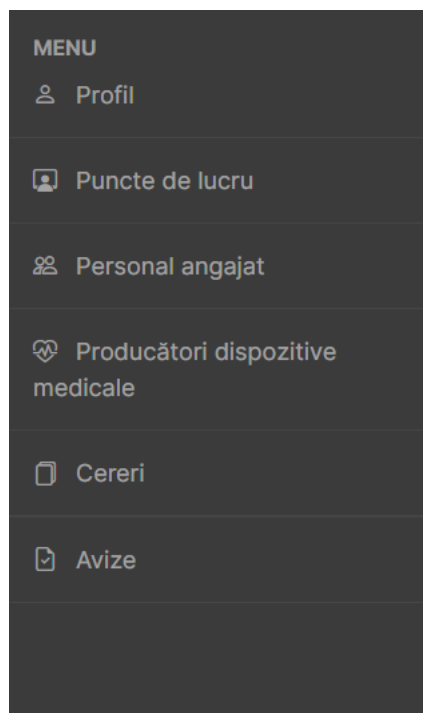 MENU
Profil
Puncte de lucru
Personal angajat
Producători dispozitive
medicale
Cereri
Avize